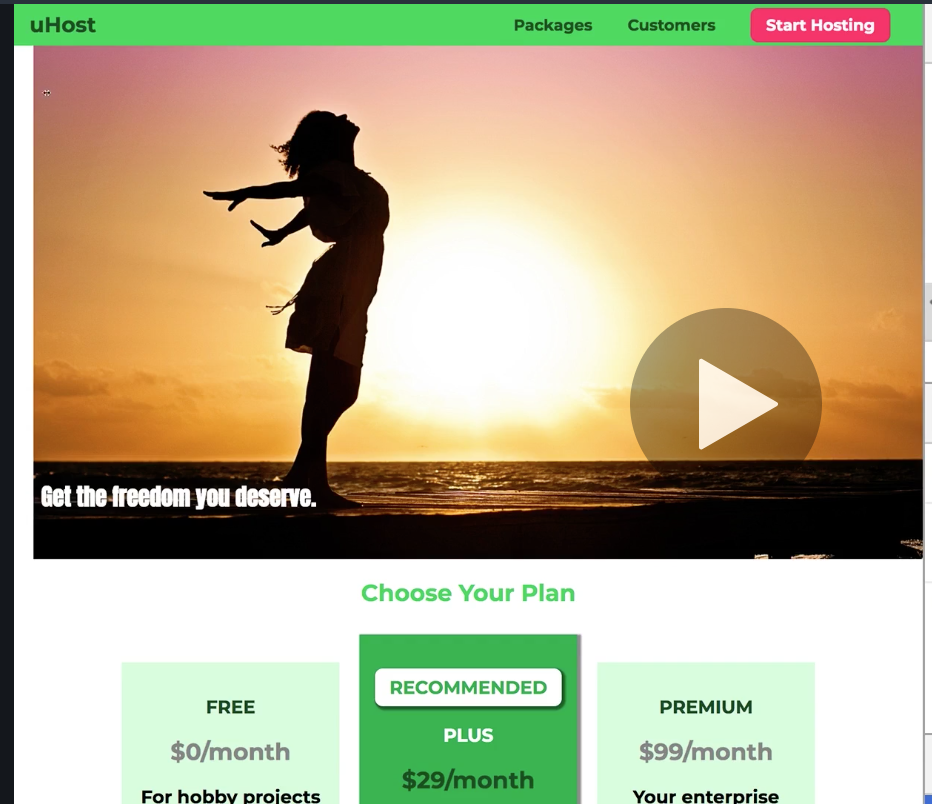 uHost
Packages
Customers
Start Hosting
Get the freedom you deserve.
Choose Your Plan
FREE
$0/month
For hobby projects
RECOMMENDED
PLUS
$29/month
PREMIUM
$99/month
Your enterprise